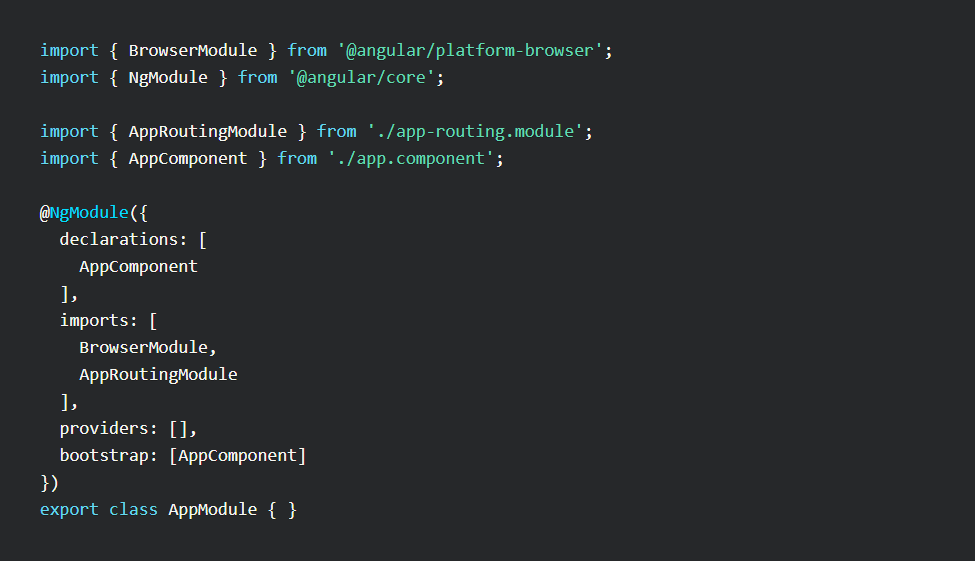 import { BrowserModule } from '@angular/platform-browser';
import { NgModule } from '@angular/core';

import { AppRoutingModule } from './app-routing.module';
import { AppComponent } from './app.component';

@NgModule({
  declarations: [
    AppComponent
  ],
  imports: [
    BrowserModule,
    AppRoutingModule
  ],
  providers: [],
  bootstrap: [AppComponent]
})
export class AppModule { }